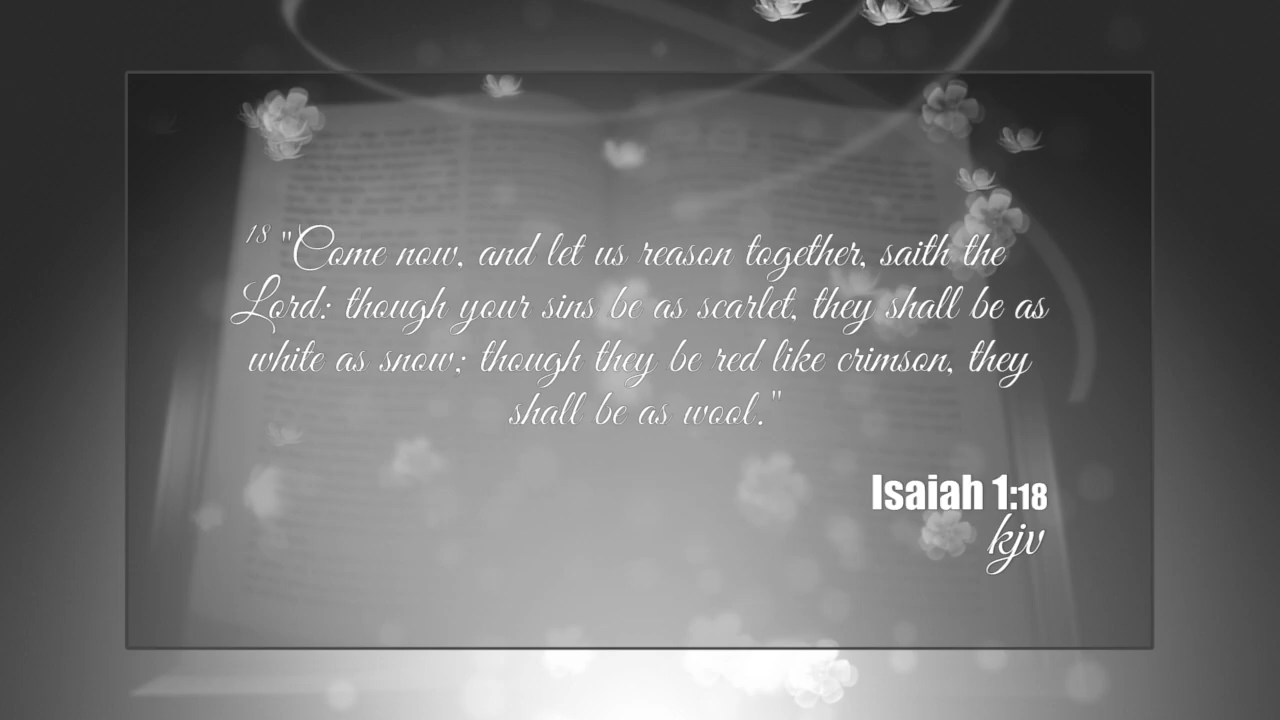 18 "Come now, and let us reason together, saith the
Lord: though your sins be as scarlet, they shall be as
white as snow; though they be red like crimson, they
shall be as wool."
Isaiah 1:18
kjv